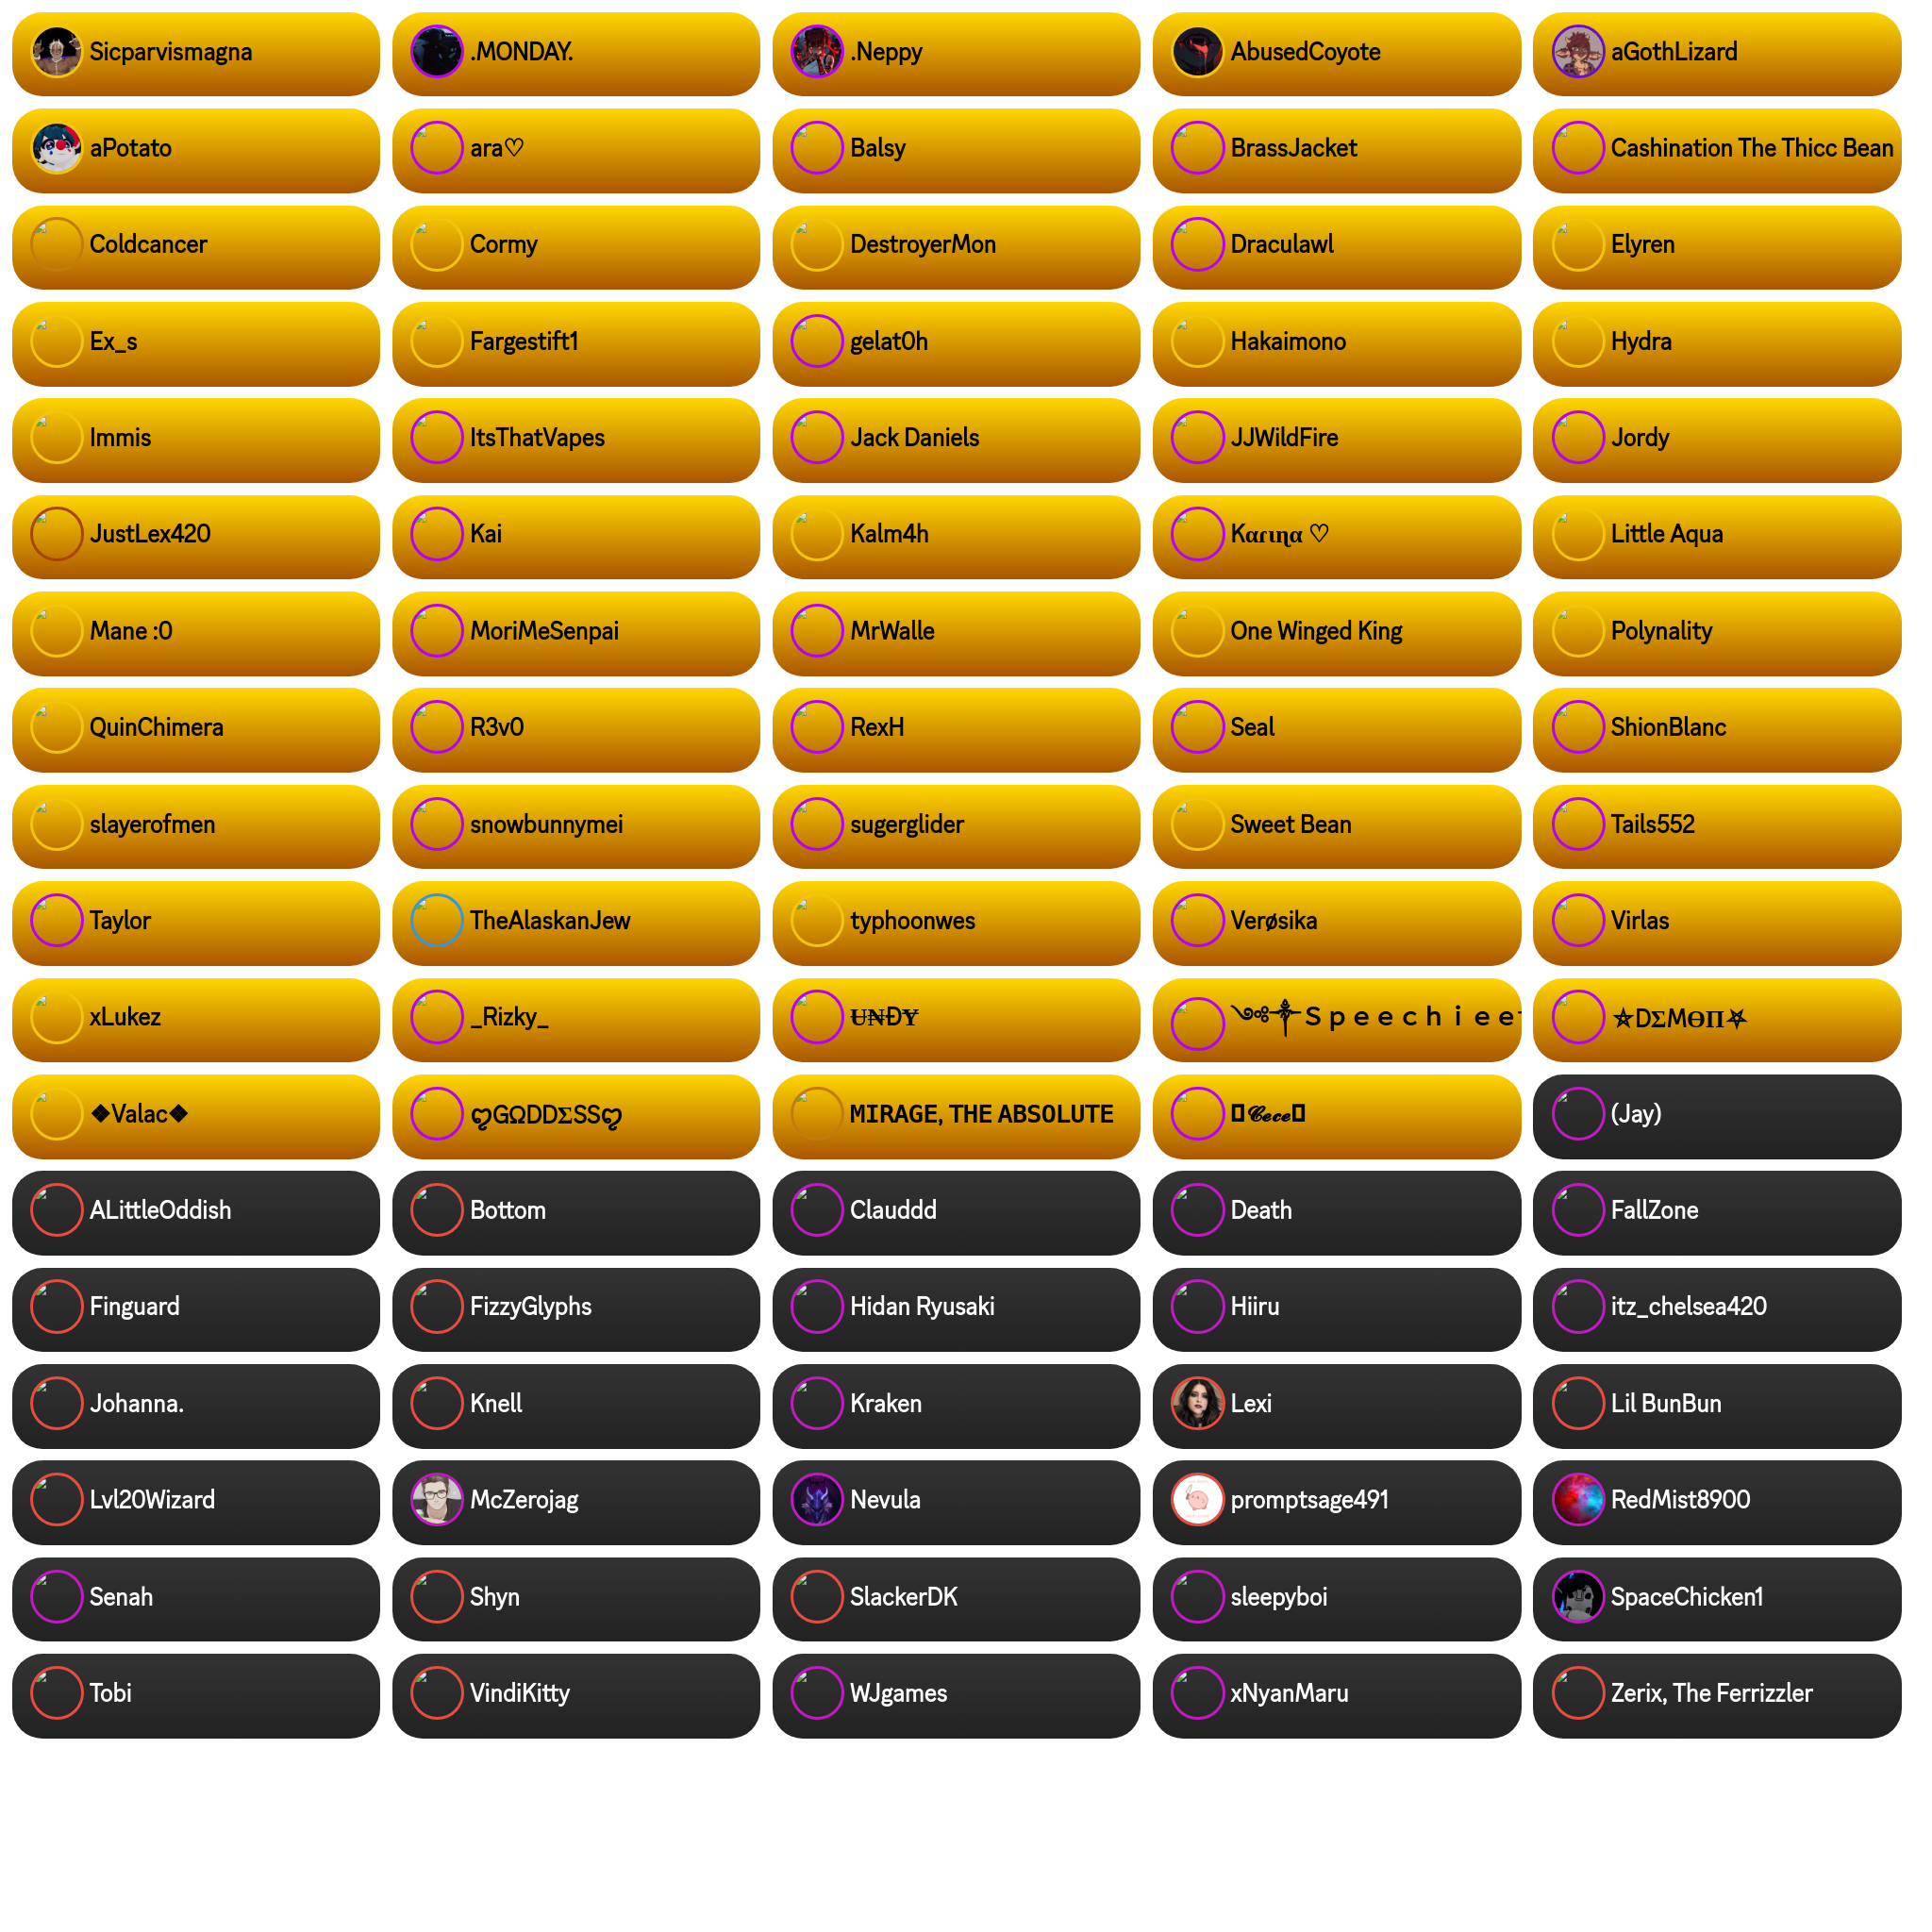 Sicparvismagna
.MONDAY.
.Neppy
AbusedCoyote
aGothLizard
aPotato
ara♡
Balsy
BrassJacket
Cashination The Thicc Bean
Coldcancer
Cormy
DestroyerMon
Draculawl
Elyren
Ex_s
Fargestift1
gelat0h
Hakaimono
Hydra
Immis
ItsThatVapes
Jack Daniels
JJWildFire
Jordy
JustLex420
Kai
Kalm4h
Kαɾιɳα ♡
Little Aqua
Mane :0
MoriMeSenpai
MrWalle
One Winged King
Polynality
QuinChimera
R3v0
RexH
Seal
ShionBlanc
slayerofmen
snowbunnymei
sugerglider
Sweet Bean
Tails552
Taylor
TheAlaskanJew
typhoonwes
Verøsika
Virlas
xLukez
_Rizky_
U̶₦ĐɎ
༺✞Ｓｐｅｅｃｈｉｅｅ
⛤DΣMӨП⛧
❖Valac❖
ღGΩDDΣSSღ
MIRAGE, THE ABSOLUTE
𝓒𝓮𝓬𝓮
(Jay)
ALittleOddish
Bottom
Clauddd
Death
FallZone
Finguard
FizzyGlyphs
Hidan Ryusaki
Hiiru
itz_chelsea420
Johanna.
Knell
Kraken
Lexi
Lil BunBun
Lvl20Wizard
McZerojag
Nevula
promptsage491
RedMist8900
Senah
Shyn
SlackerDK
sleepyboi
SpaceChicken1
Tobi
VindiKitty
WJgames
xNyanMaru
Zerix, The Ferrizzler